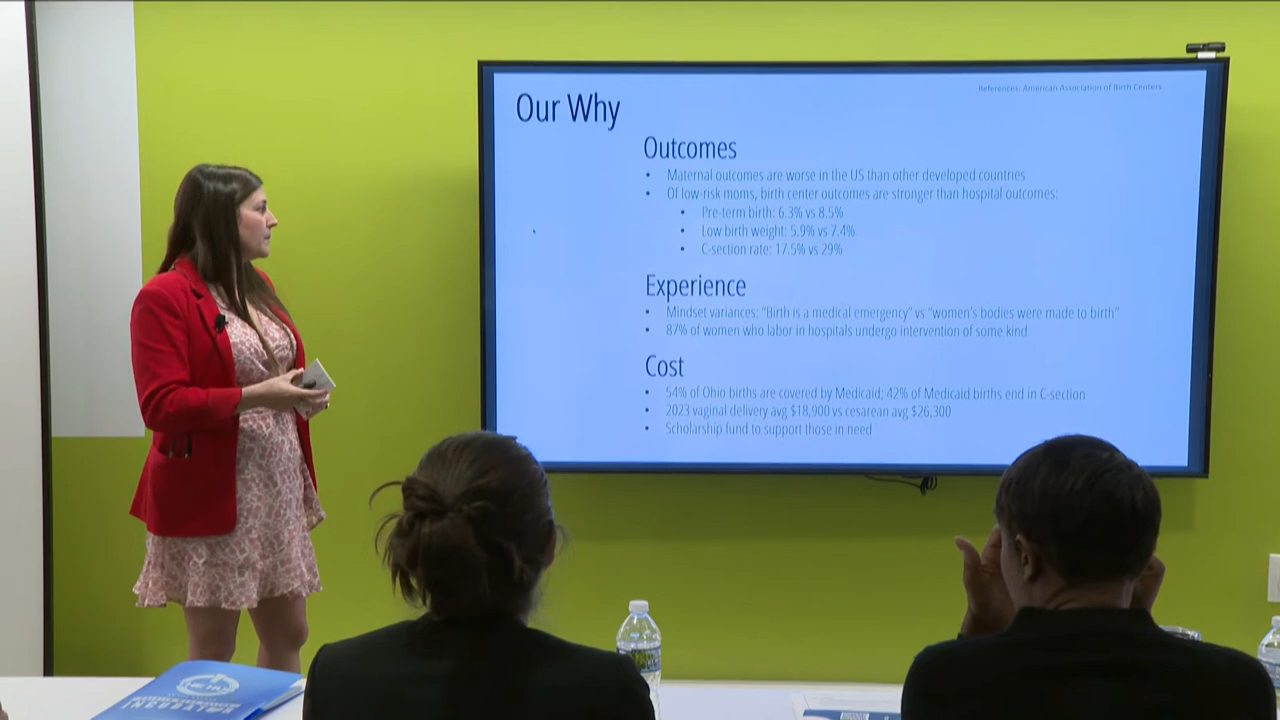 References: American Association of Birth Centers
Our Why
Outcomes
• Maternal outcomes are worse in the US than other developed countries
• Of low-risk moms, birth center outcomes are stronger than hospital outcomes:
• Pre-term birth: 6.3% vs 8.5%
• Low birth weight: 5.9% vs 7.4%
• C-section rate: 17.5% vs 29%
Experience
• Mindset variances: “Birth is a medical emergency” vs “women’s bodies were made to birth”
• 87% of women who labor in hospitals undergo intervention of some kind
Cost
• 54% of Ohio births are covered by Medicaid; 42% of Medicaid births end in C-section
• 2023 vaginal delivery avg $18,900 vs cesarean avg $26,300
• Scholarship fund to support those in need
INCUBATOR